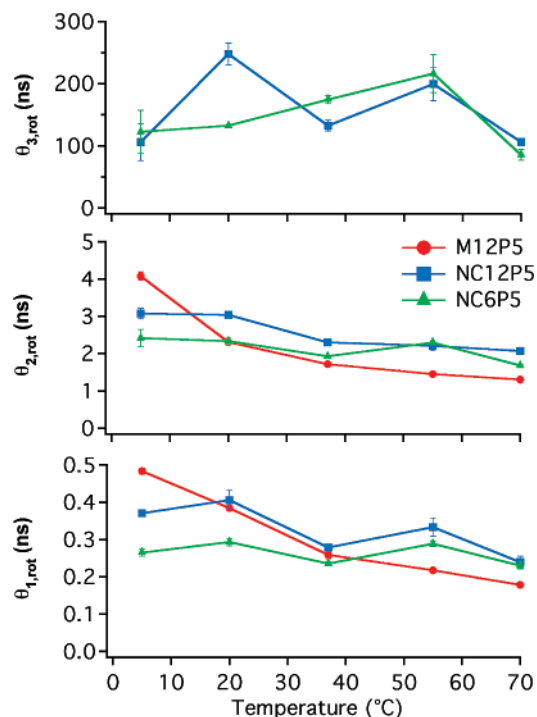 300
200
100
0
θ3,rot (ns)
5
4
3
2
1
0
θ2,rot (ns)
M12P5
NC12P5
NC6P5
0.5
0.4
0.3
0.2
0.1
0.0
θ1,rot (ns)
0 10 20 30 40 50 60 70
Temperature (°C)